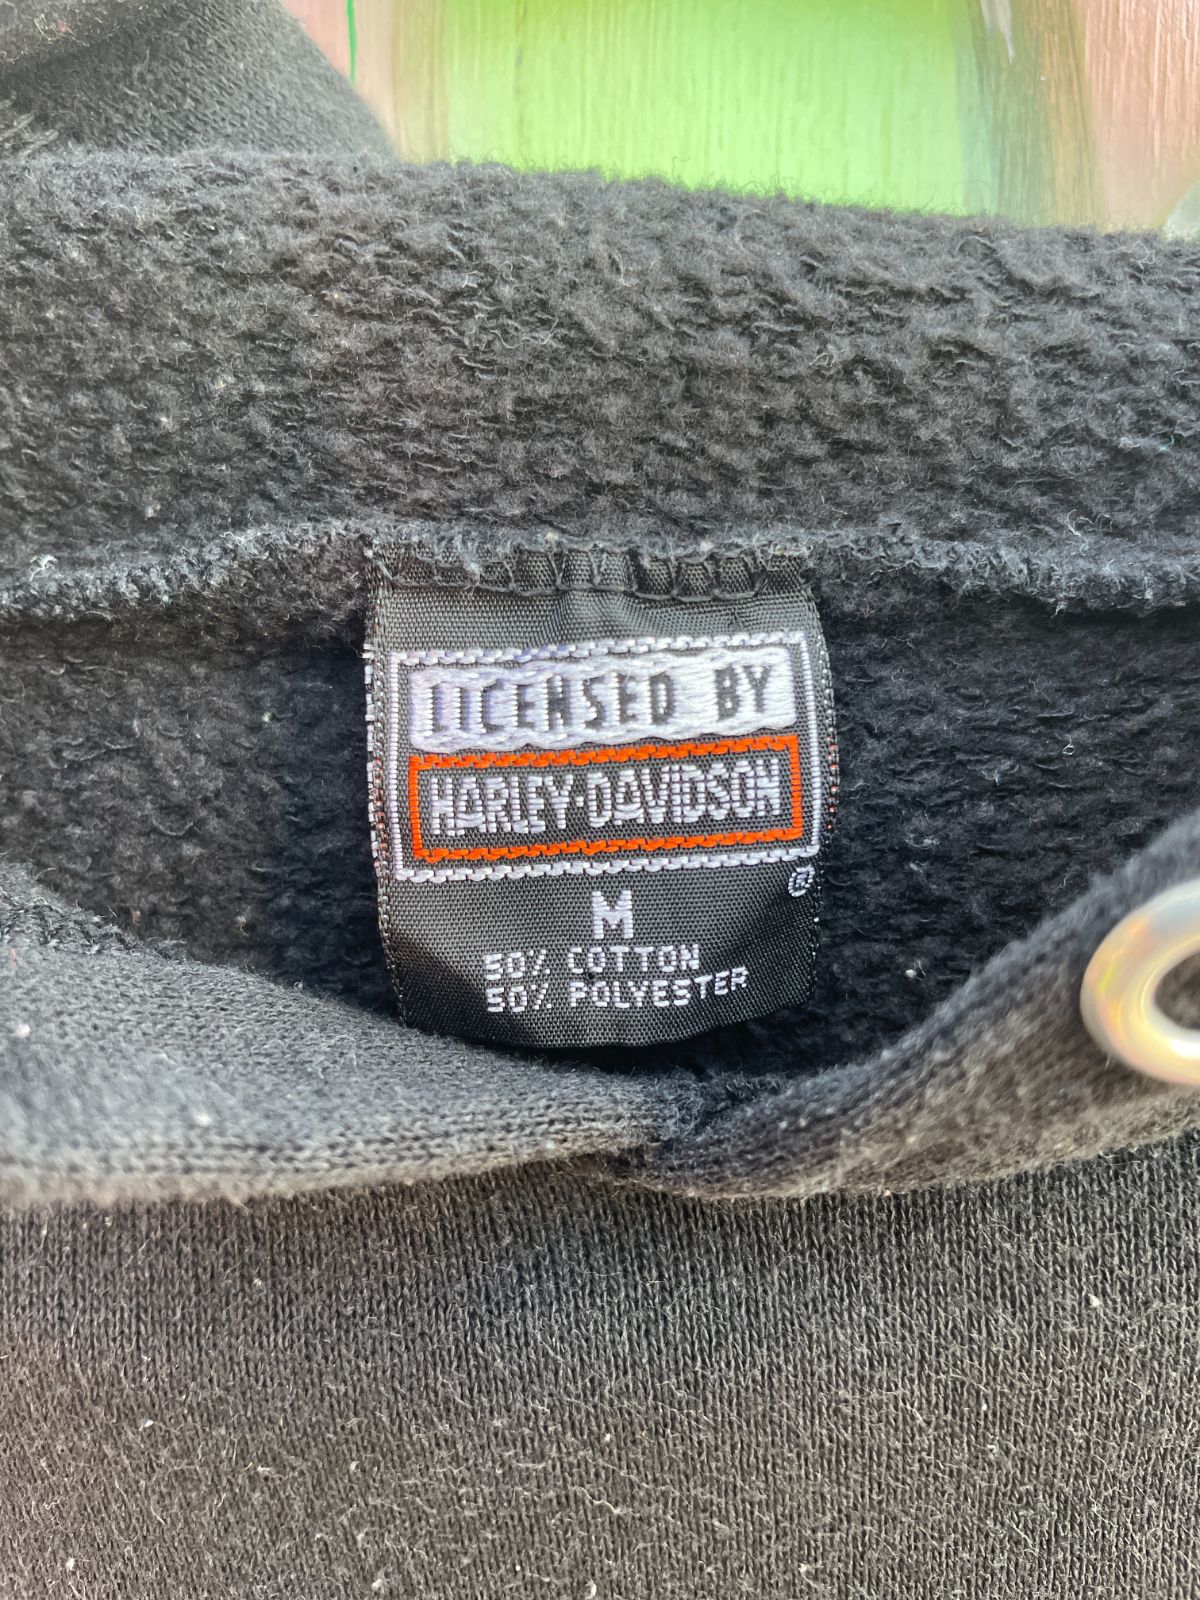 LICENSED BY
HARLEY-DAVIDSON
®
M
50% COTTON
50% POLYESTER